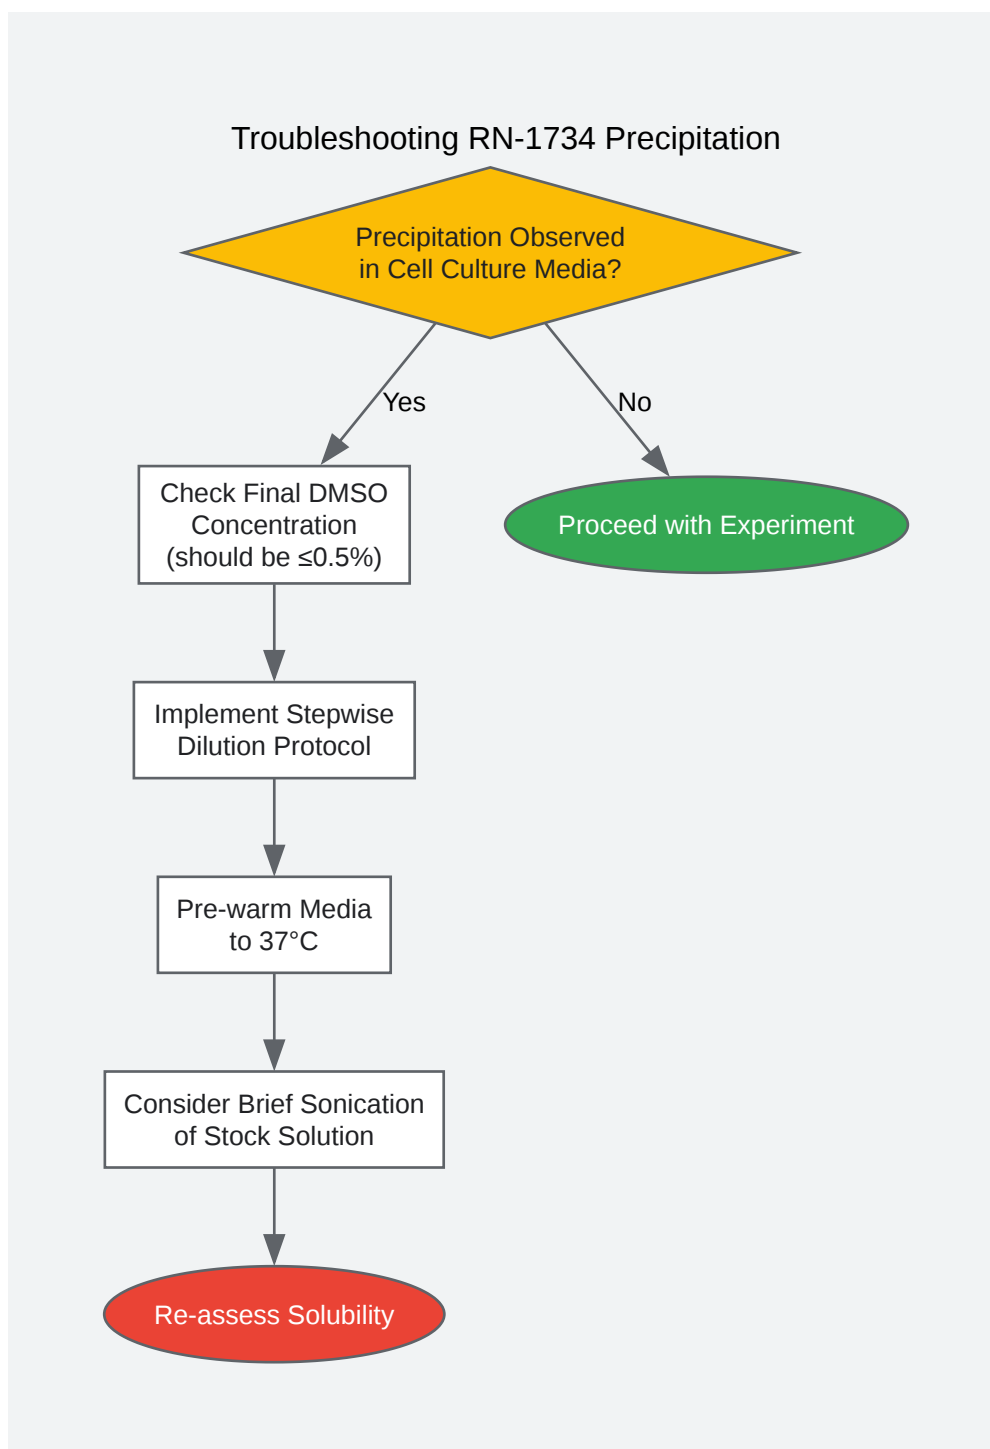 Troubleshooting RN-1734 Precipitation
Precipitation Observed
in Cell Culture Media?
Yes
No
Check Final DMSO
Concentration
(should be ≤0.5%)
Proceed with Experiment
Implement Stepwise
Dilution Protocol
Pre-warm Media
to 37°C
Consider Brief Sonication
of Stock Solution
Re-assess Solubility